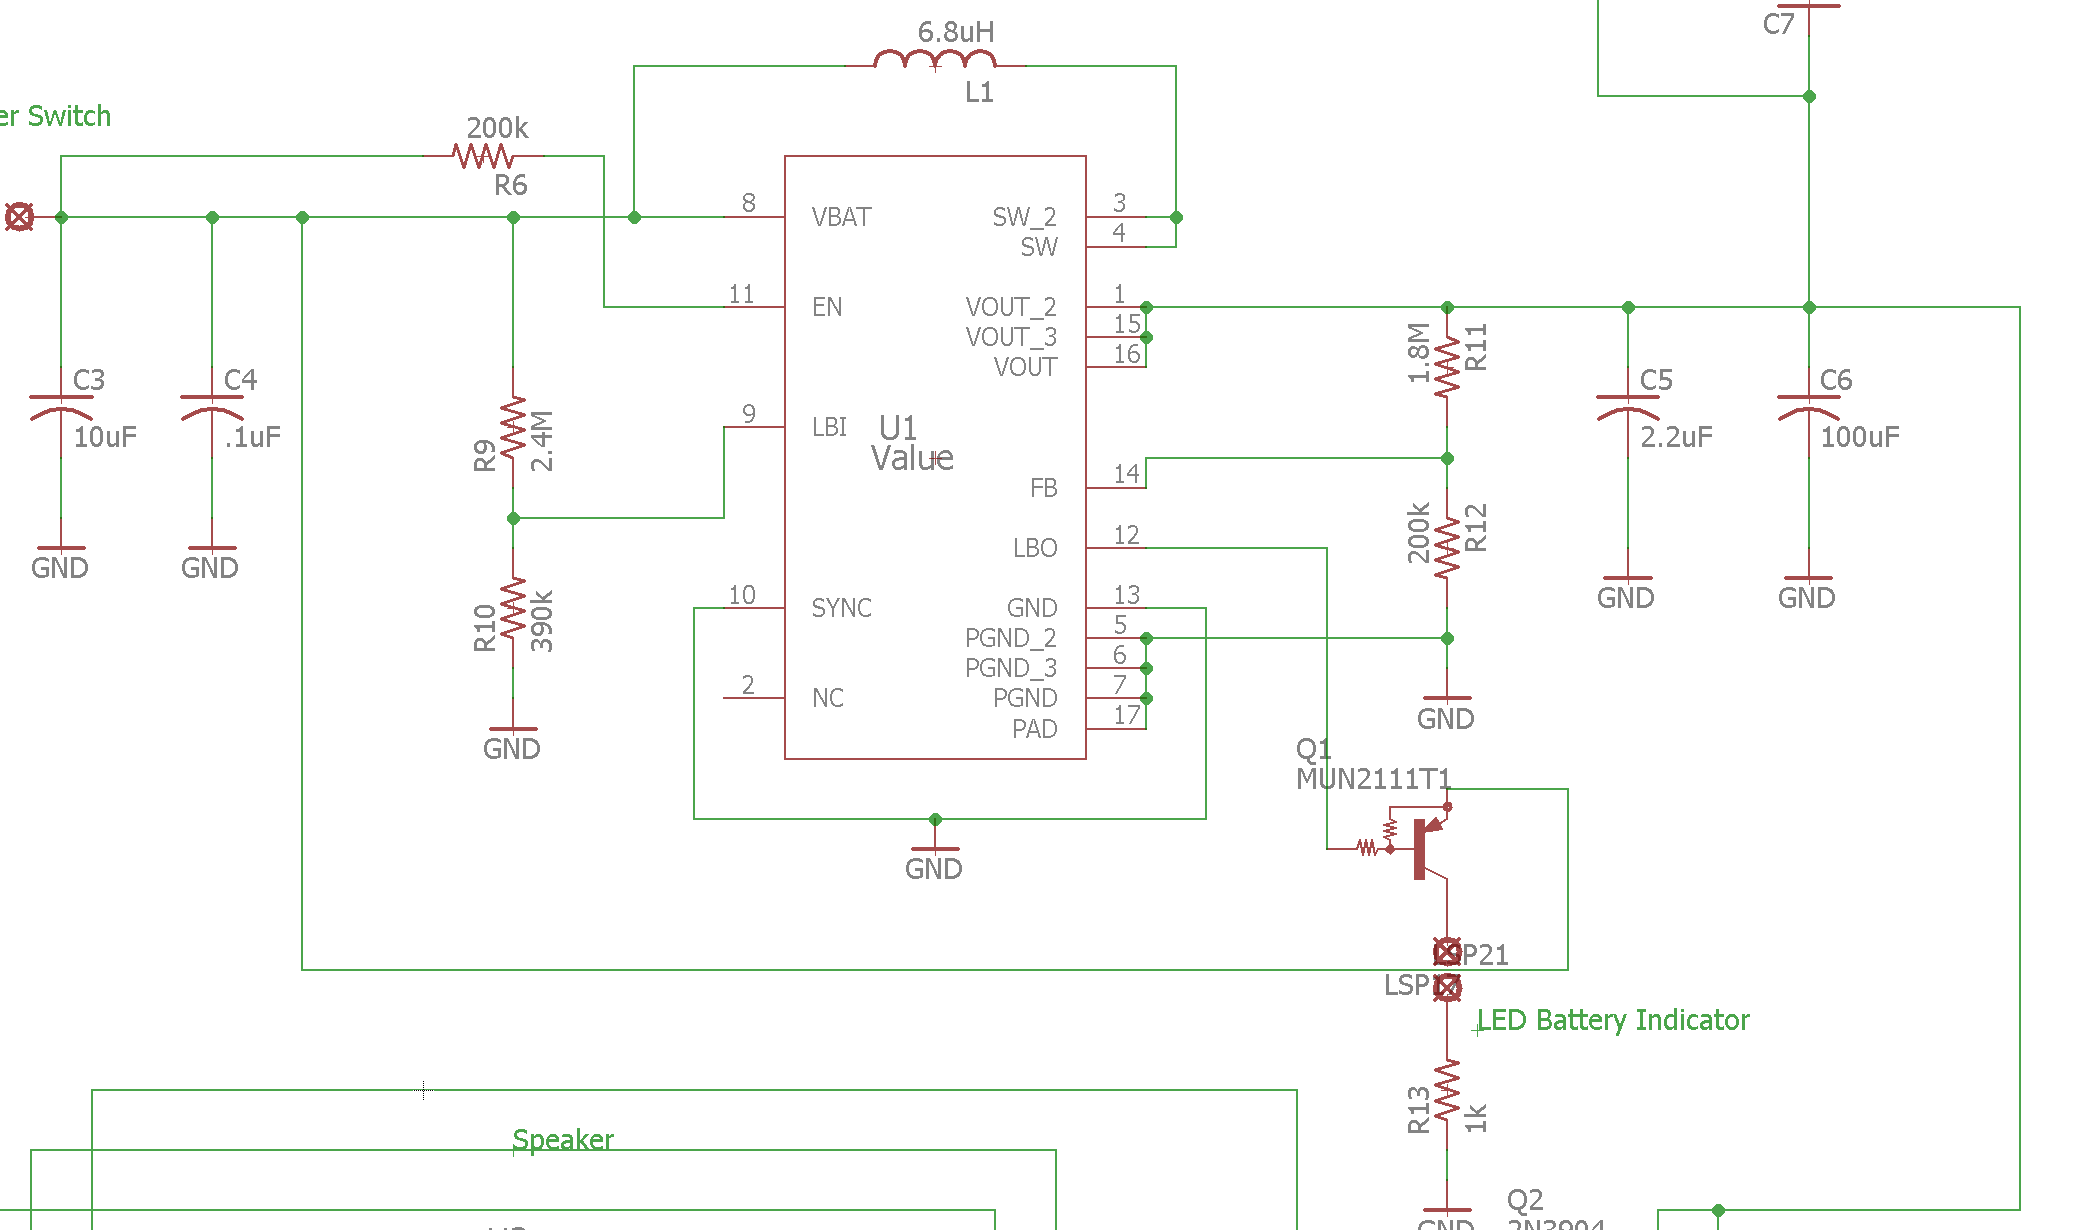 6.8uH
L1
C7
er Switch
200k
R6
8 VBAT
11 EN
9 LBI
10 SYNC
2 NC
SW_2 3
SW 4
VOUT_2 1
VOUT_3 15
VOUT 16
FB 14
LBO 12
GND 13
PGND_2 5
PGND_3 6
PGND 7
PAD 17
U1
Value
C3
10uF
GND
C4
.1uF
GND
R9
2.4M
R10
390k
GND
GND
1.8M
R11
200k
R12
GND
C5
2.2uF
GND
C6
100uF
GND
Q1
MUN2111T1
P21
LSP
LED Battery Indicator
R13
1k
GND
Q2
2N3904
Speaker